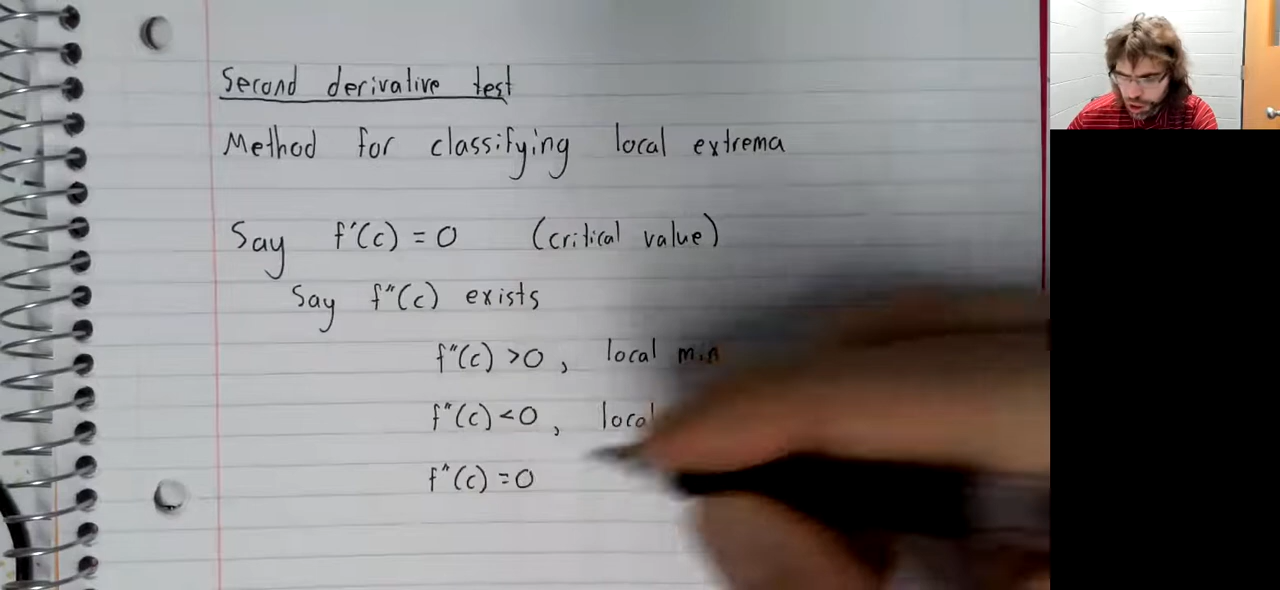 Second derivative test
Method for classifying local extrema
Say f'(c) = 0 (critical value)
Say f"(c) exists
f"(c) >0 , local min
f"(c) <0 , local
f"(c) =0